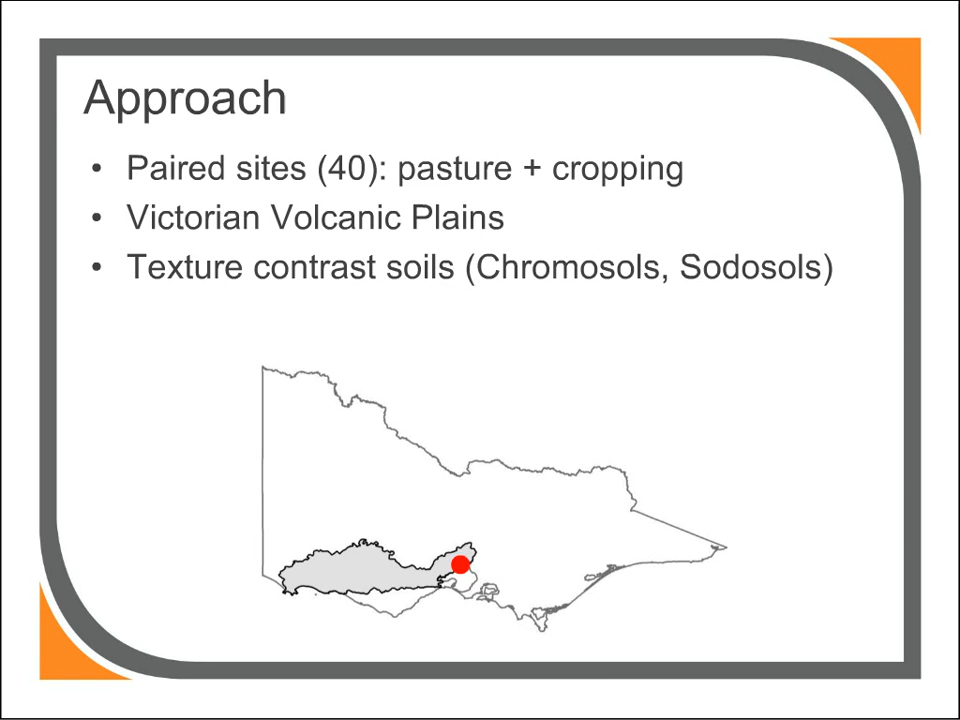 Approach
• Paired sites (40): pasture + cropping
• Victorian Volcanic Plains
• Texture contrast soils (Chromosols, Sodosols)